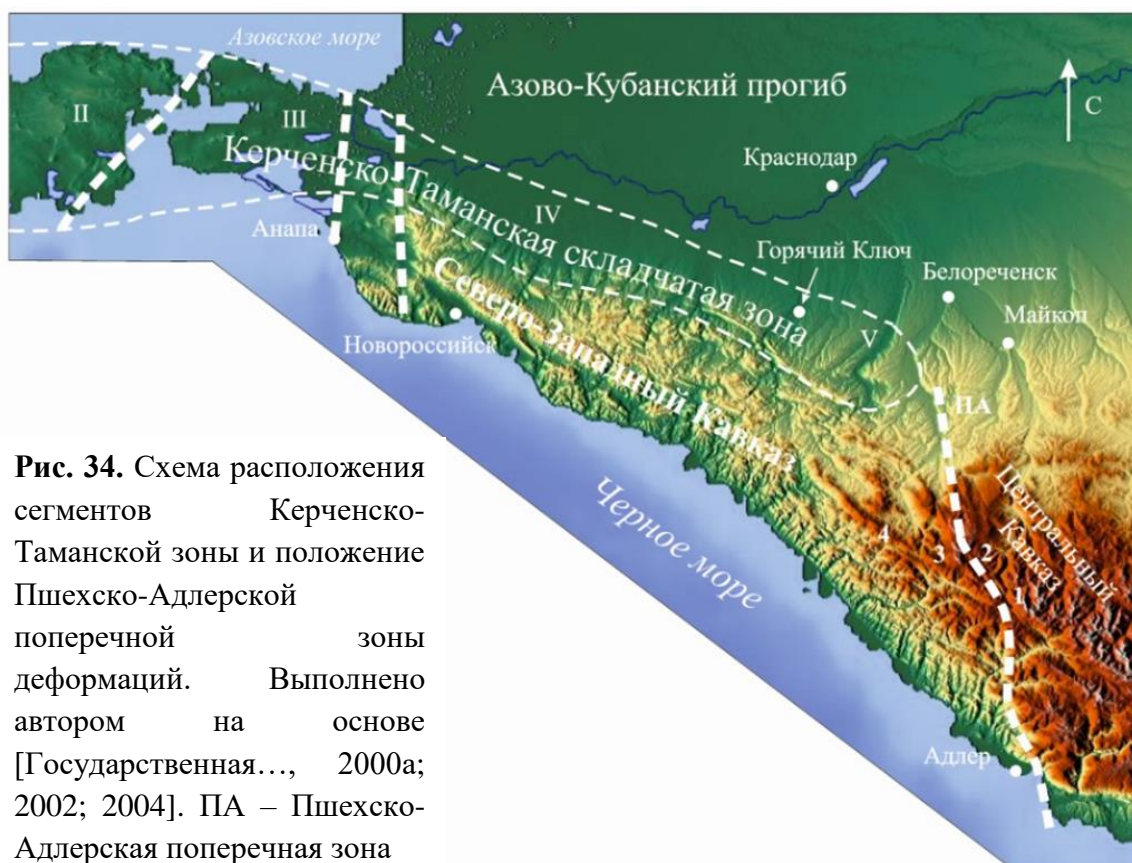 Азовское море
Азово-Кубанский прогиб
С
II
III
Краснодар
Керченско-Таманская складчатая зона
IV
Анапа
Горячий Ключ
Белореченск
V
Майкоп
Северо-Западный Кавказ
Новороссийск
ПА
Центральный
Кавказ
Черное море
4
3
2
1
Адлер
Рис. 34. Схема расположения
сегментов Керченско-
Таманской зоны и положение
Пшехско-Адлерской
поперечной зоны
деформаций. Выполнено
автором на основе
[Государственная…, 2000а;
2002; 2004]. ПА – Пшехско-
Адлерская поперечная зона